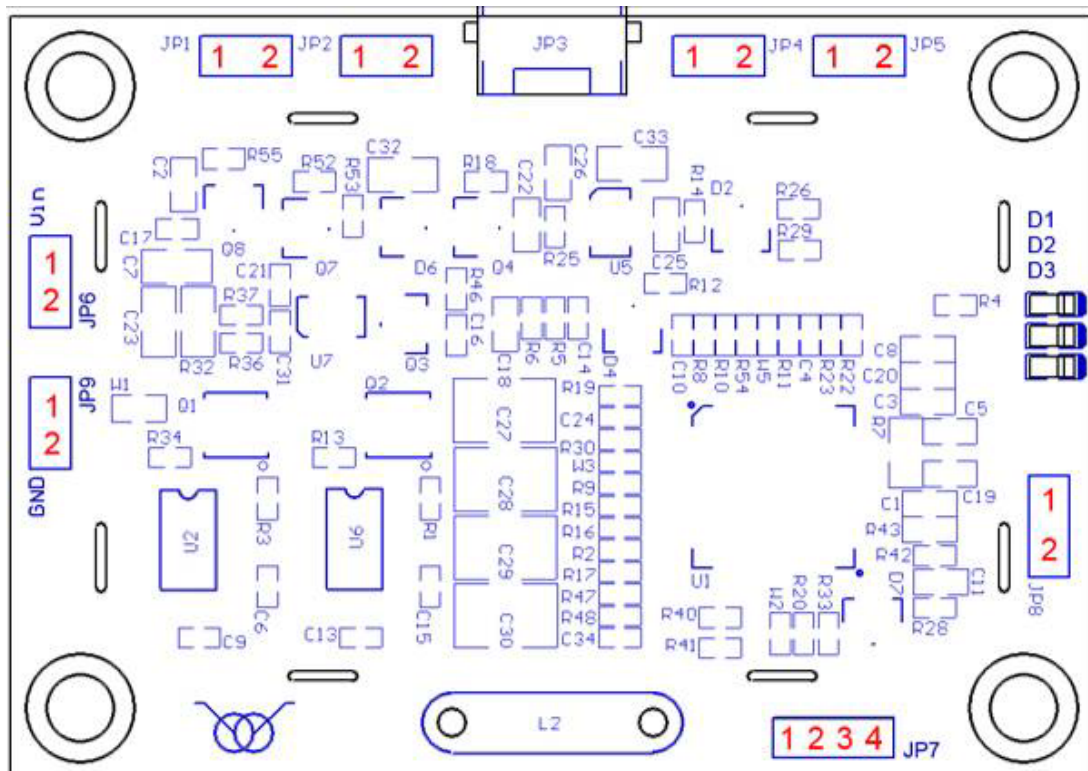 JP1 1 2 JP2 1 2 JP3 1 2 JP4 1 2 JP5
C2 R55 R52 R53 C32 R18 C22 C26 C33 R14 D2 R26
Vin
C17 R29 D1
C7 Q8 Q7 D6 Q4 R25 U5 C25 D2
1 C21 R46 R12 D3
2 R37 R4
JP6
C23 R32 R36 C31 U7 Q3 C16 C18 R6 R5 C14 D4
C10 R8 R10 R54 W5 R11 C4 R23 R22 C8
C20
1 W1 Q1 Q2 C27 R19 C3
2 JP9 C24 R7 C5
R34 R13 R30
W3
GND C28 R9 C19 1
R3 R1 R15 C1 2
U2 U6 R16 R43
C29 R2 R42
R17 U1 D7 C11 JP8
C6 C15 R47 R40 W2 R20 R33 R28
C9 C13 C30 R48
C34 R41
L2 1 2 3 4 JP7